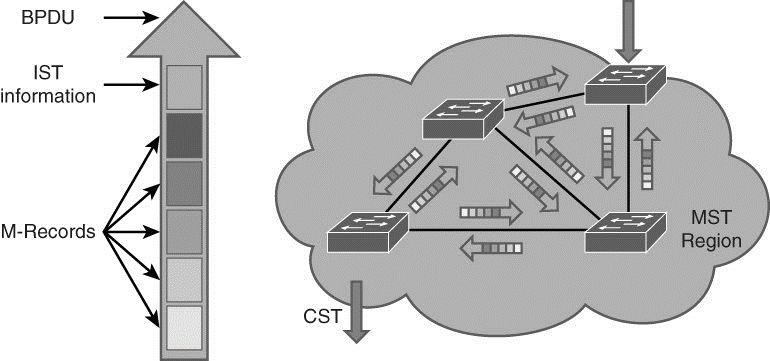 BPDU
IST
information
M-Records
MST
Region
CST